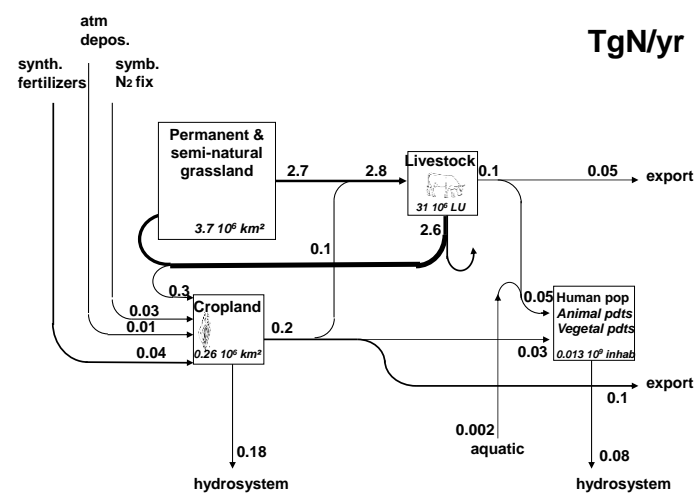 atm
depos.
TgN/yr
synth.
fertilizers
symb.
N2 fix
Permanent &
semi-natural
grassland
3.7 10⁶ km²
2.7
2.8
Livestock
31 10⁶ LU
0.1
0.05
export
2.6
0.1
0.3
Cropland
0.26 10⁶ km²
0.03
0.01
0.04
0.2
0.05
Human pop
Animal pdts
Vegetal pdts
0.013 10⁹ inhab
0.03
export
0.1
0.002
aquatic
0.18
hydrosystem
0.08
hydrosystem